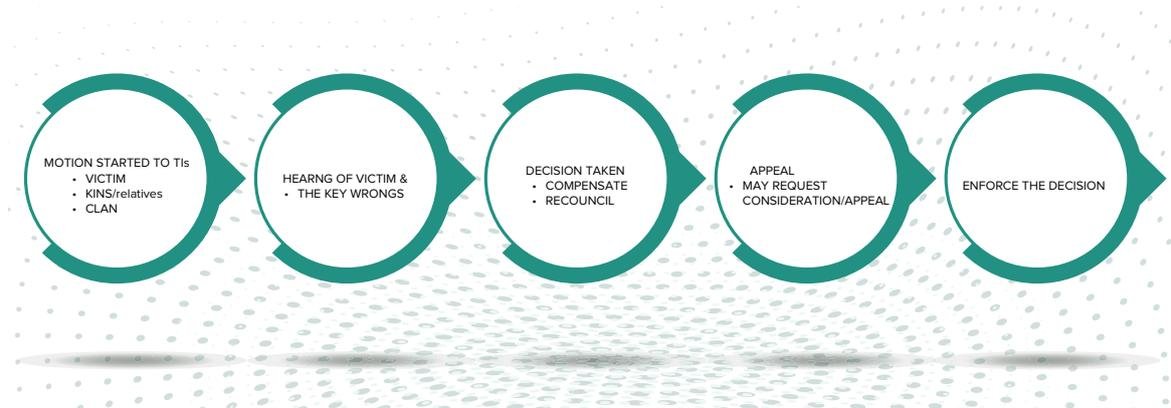 MOTION STARTED TO TIs
• VICTIM
• KINS/relatives
• CLAN
HEARNG OF VICTIM &
• THE KEY WRONGS
DECISION TAKEN
• COMPENSATE
• RECOUNCIL
APPEAL
• MAY REQUEST
CONSIDERATION/APPEAL
ENFORCE THE DECISION